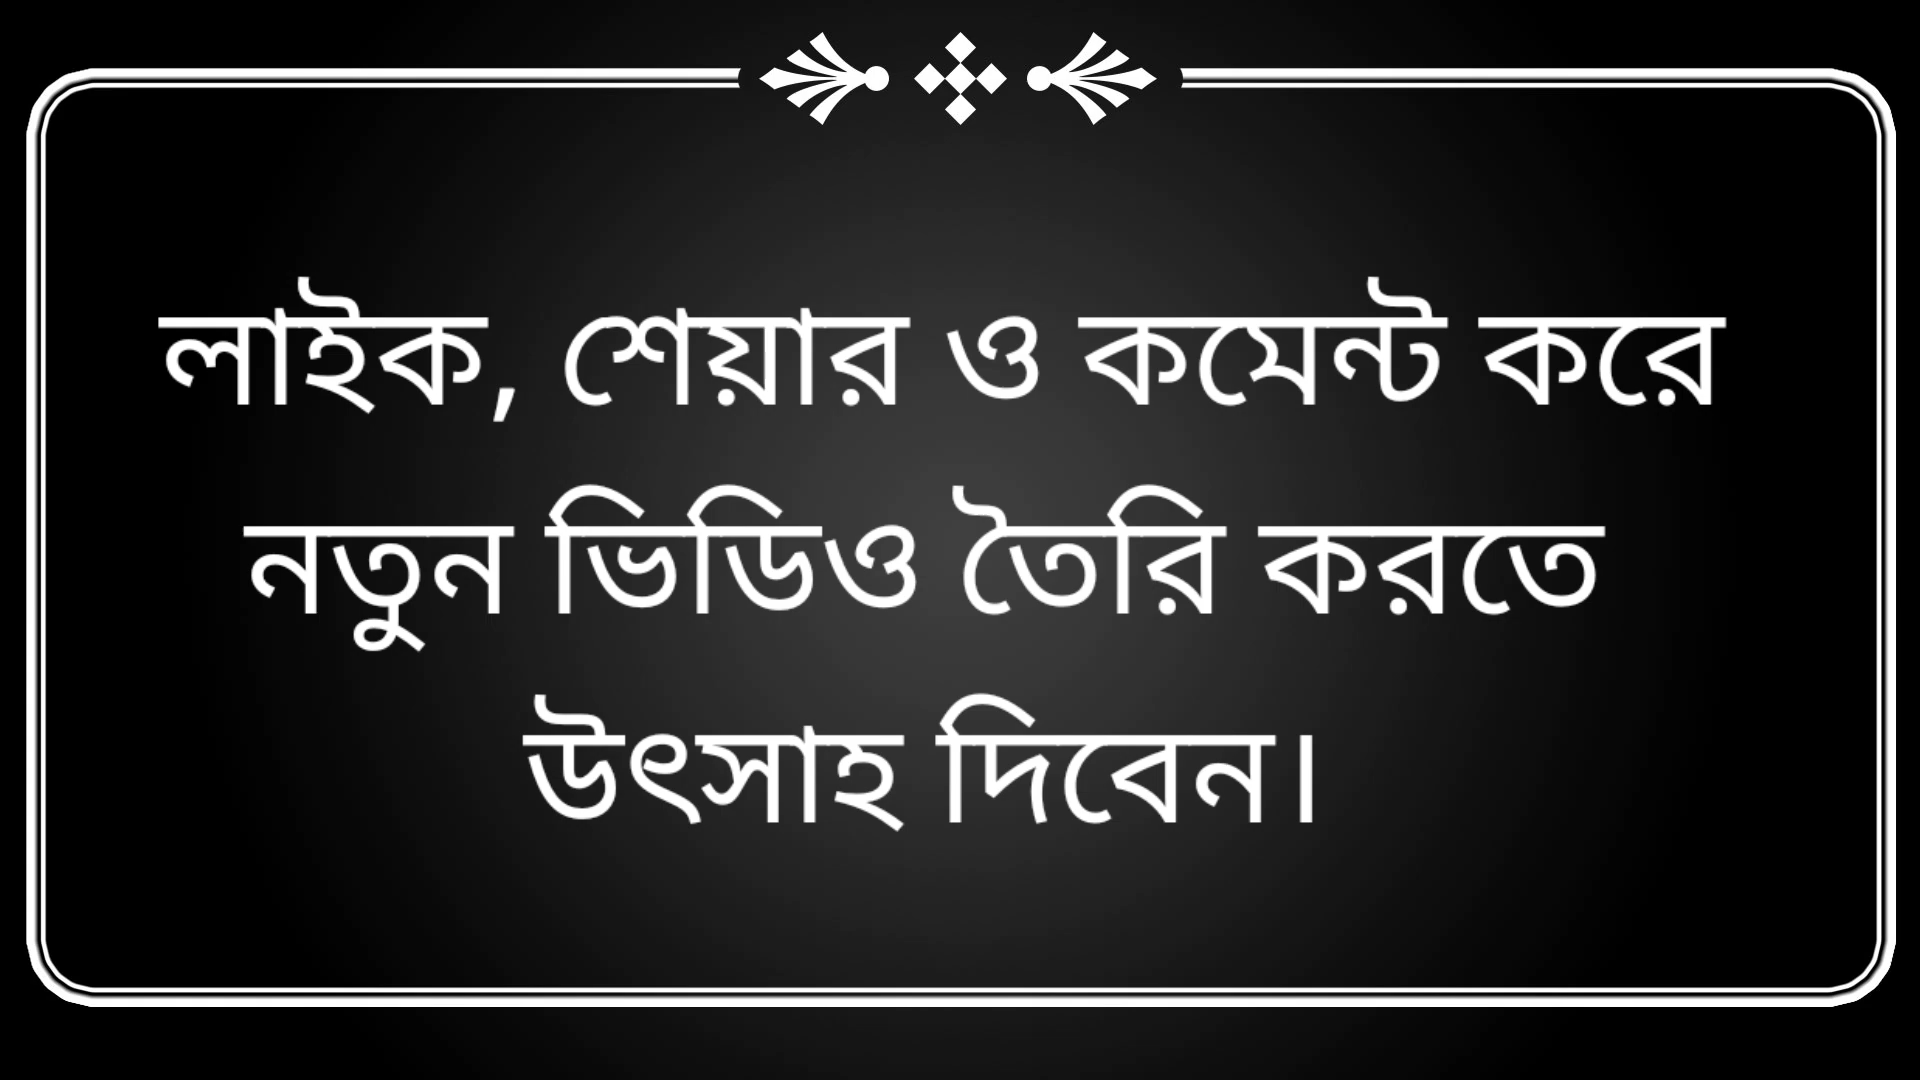 লাইক, শেয়ার ও কমেন্ট করে
নতুন ভিডিও তৈরি করতে
উৎসাহ দিবেন।